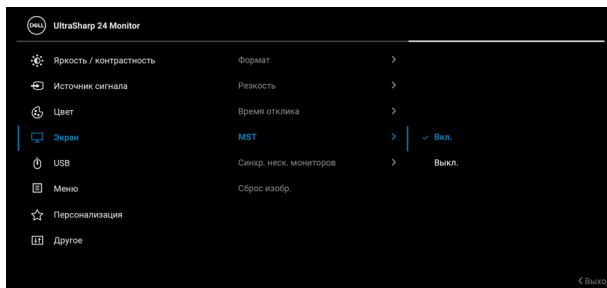 DELL UltraSharp 24 Monitor
Яркость / контрастность Формат
Источник сигнала Резкость
Цвет Время отклика
Экран MST Вкл.
USB Синхр. неск. мониторов Выкл.
Меню Сброс изобр.
Персонализация
Другое
Выхо